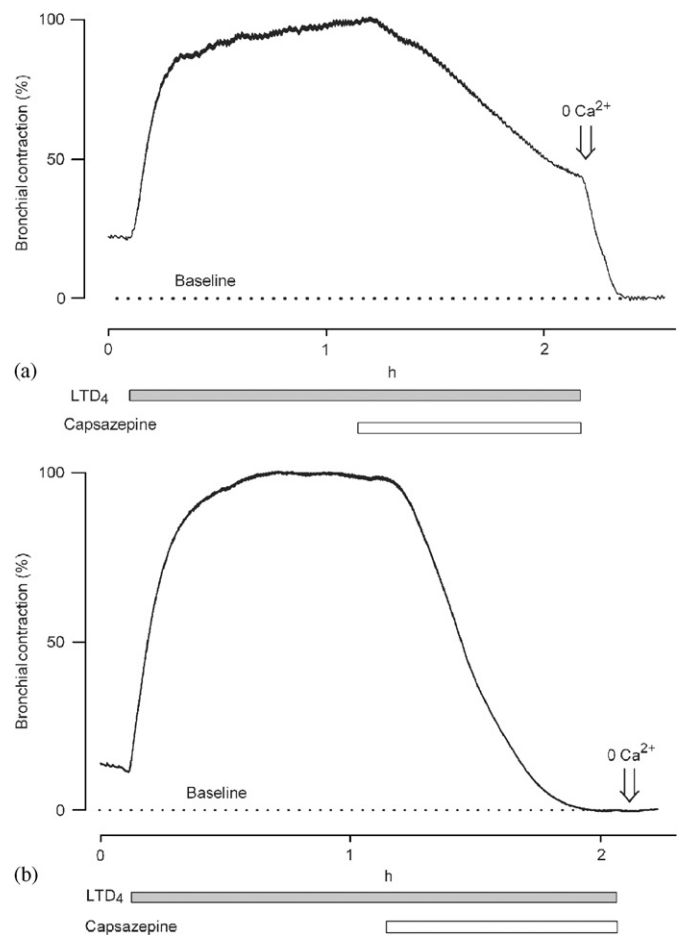 100
50
0
Bronchial contraction (%)
0 Ca²⁺
Baseline
0 1 2
h
(a)
LTD₄
Capsazepine
100
50
0
Bronchial contraction (%)
0 Ca²⁺
Baseline
0 1 2
h
(b)
LTD₄
Capsazepine